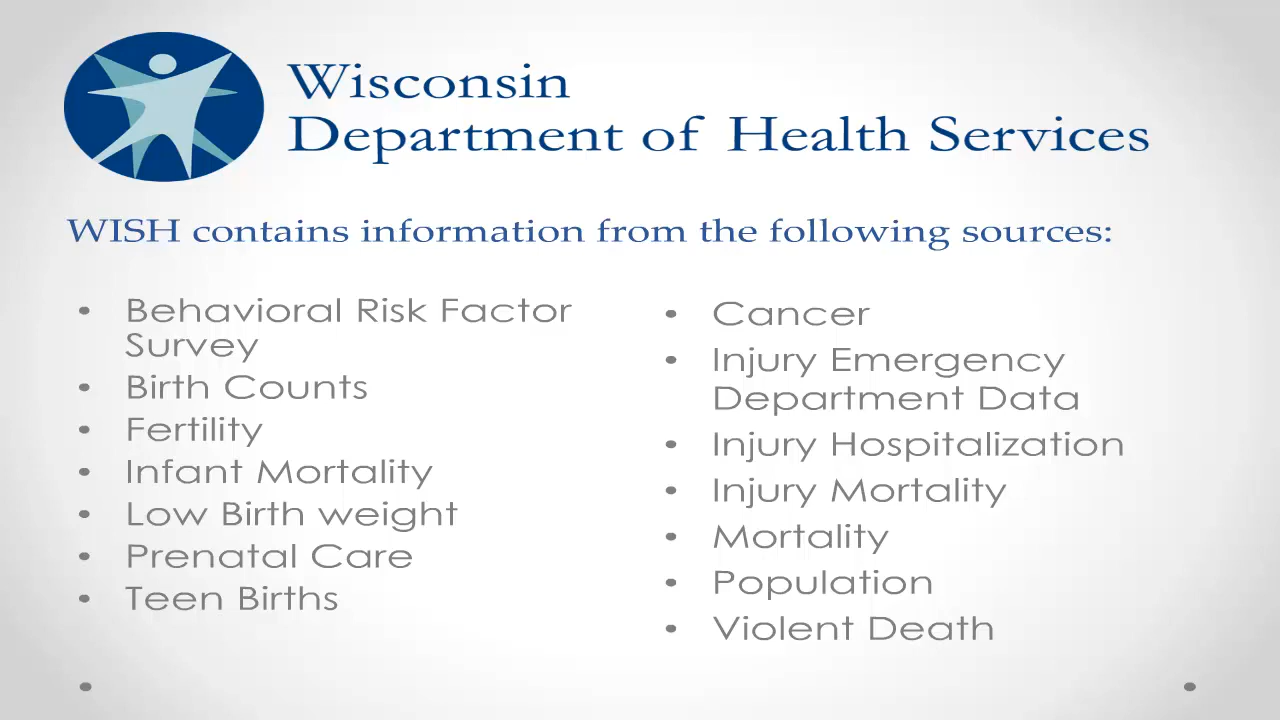 Wisconsin
Department of Health Services
WISH contains information from the following sources:
• Behavioral Risk Factor
Survey
• Birth Counts
• Fertility
• Infant Mortality
• Low Birth weight
• Prenatal Care
• Teen Births
• Cancer
• Injury Emergency
Department Data
• Injury Hospitalization
• Injury Mortality
• Mortality
• Population
• Violent Death